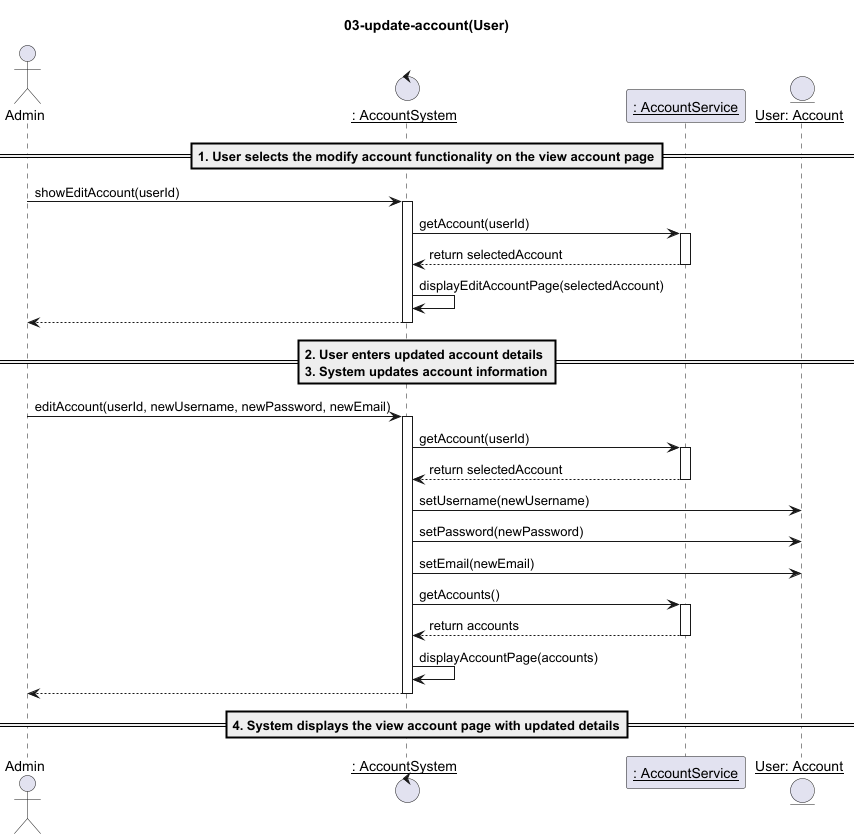 03-update-account(User)
Admin
: AccountSystem
: AccountService
User: Account
1. User selects the modify account functionality on the view account page
showEditAccount(userId)
getAccount(userId)
return selectedAccount
displayEditAccountPage(selectedAccount)
2. User enters updated account details
3. System updates account information
editAccount(userId, newUsername, newPassword, newEmail)
getAccount(userId)
return selectedAccount
setUsername(newUsername)
setPassword(newPassword)
setEmail(newEmail)
getAccounts()
return accounts
displayAccountPage(accounts)
4. System displays the view account page with updated details
Admin
: AccountSystem
: AccountService
User: Account